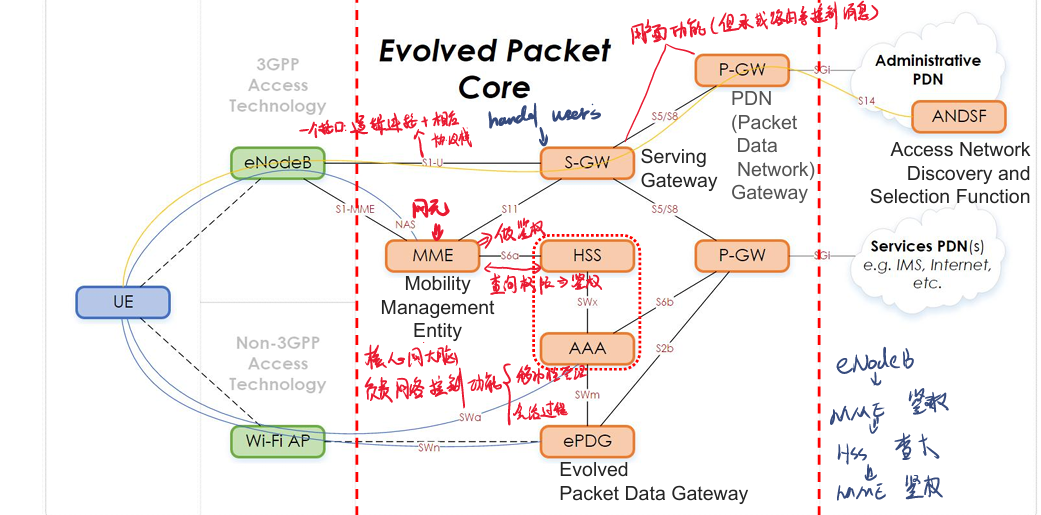 网关功能(但承载路由受控制消息)
Evolved Packet
Core
3GPP
Access
Technology
一个接口:逻辑连接+相应
协议栈
handel users
P-GW
SGi
PDN
(Packet
Data
Network)
Gateway
Administrative
PDN
S14
ANDSF
Access Network
Discovery and
Selection Function
S5/S8
eNodeB
S1-U
S-GW
Serving
Gateway
S1-MME
NAS
网元
S11
S5/S8
MME
Mobility
Management
Entity
做鉴权
S6a
查询权限→鉴权
HSS
SWx
AAA
P-GW
SGi
Services PDN(s)
e.g. IMS, Internet,
etc.
UE
S6b
S2b
Non-3GPP
Access
Technology
核心网大脑
负责网络控制功能
移动性管理
会话过程
SWa
SWm
Wi-Fi AP
SWn
ePDG
Evolved
Packet Data Gateway
eNodeB
MME 鉴权
Hss 查
MME 鉴权